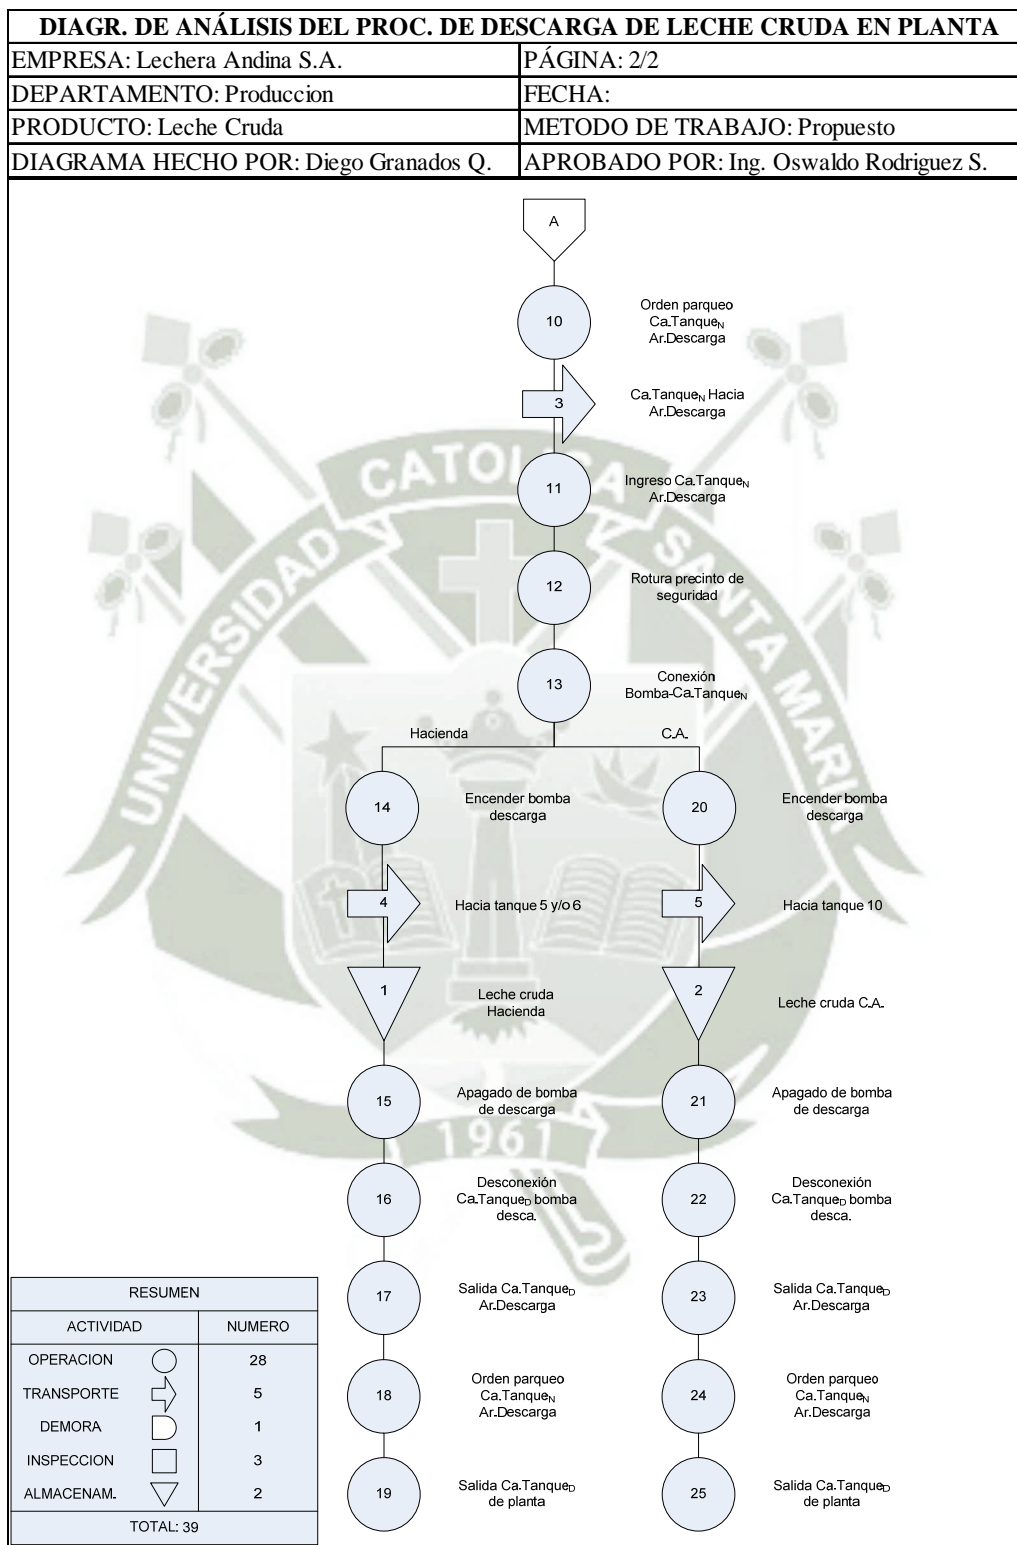 DIAGR. DE ANÁLISIS DEL PROC. DE DESCARGA DE LECHE CRUDA EN PLANTA
EMPRESA: Lechera Andina S.A.
PÁGINA: 2/2
DEPARTAMENTO: Produccion
FECHA:
PRODUCTO: Leche Cruda
METODO DE TRABAJO: Propuesto
DIAGRAMA HECHO POR: Diego Granados Q.
APROBADO POR: Ing. Oswaldo Rodriguez S.
A
10
Orden parqueo
Ca.TanqueN
Ar.Descarga
3
Ca.TanqueN Hacia
Ar.Descarga
11
Ingreso Ca.TanqueN
Ar.Descarga
12
Rotura precinto de
seguridad
13
Conexión
Bomba-Ca.TanqueN
Hacienda
C.A.
14
Encender bomba
descarga
20
Encender bomba
descarga
4
Hacia tanque 5 y/o 6
5
Hacia tanque 10
1
Leche cruda
Hacienda
2
Leche cruda C.A.
15
Apagado de bomba
de descarga
21
Apagado de bomba
de descarga
16
Desconexión
Ca.TanqueD bomba
desca.
22
Desconexión
Ca.TanqueD bomba
desca.
17
Salida Ca.TanqueD
Ar.Descarga
23
Salida Ca.TanqueD
Ar.Descarga
18
Orden parqueo
Ca.TanqueN
Ar.Descarga
24
Orden parqueo
Ca.TanqueN
Ar.Descarga
19
Salida Ca.TanqueD
de planta
25
Salida Ca.TanqueD
de planta
RESUMEN
ACTIVIDAD NUMERO
OPERACION 28
TRANSPORTE 5
DEMORA 1
INSPECCION 3
ALMACENAM. 2
TOTAL: 39
UNIVERSIDAD CATOLICA SANTA MARIA
1961